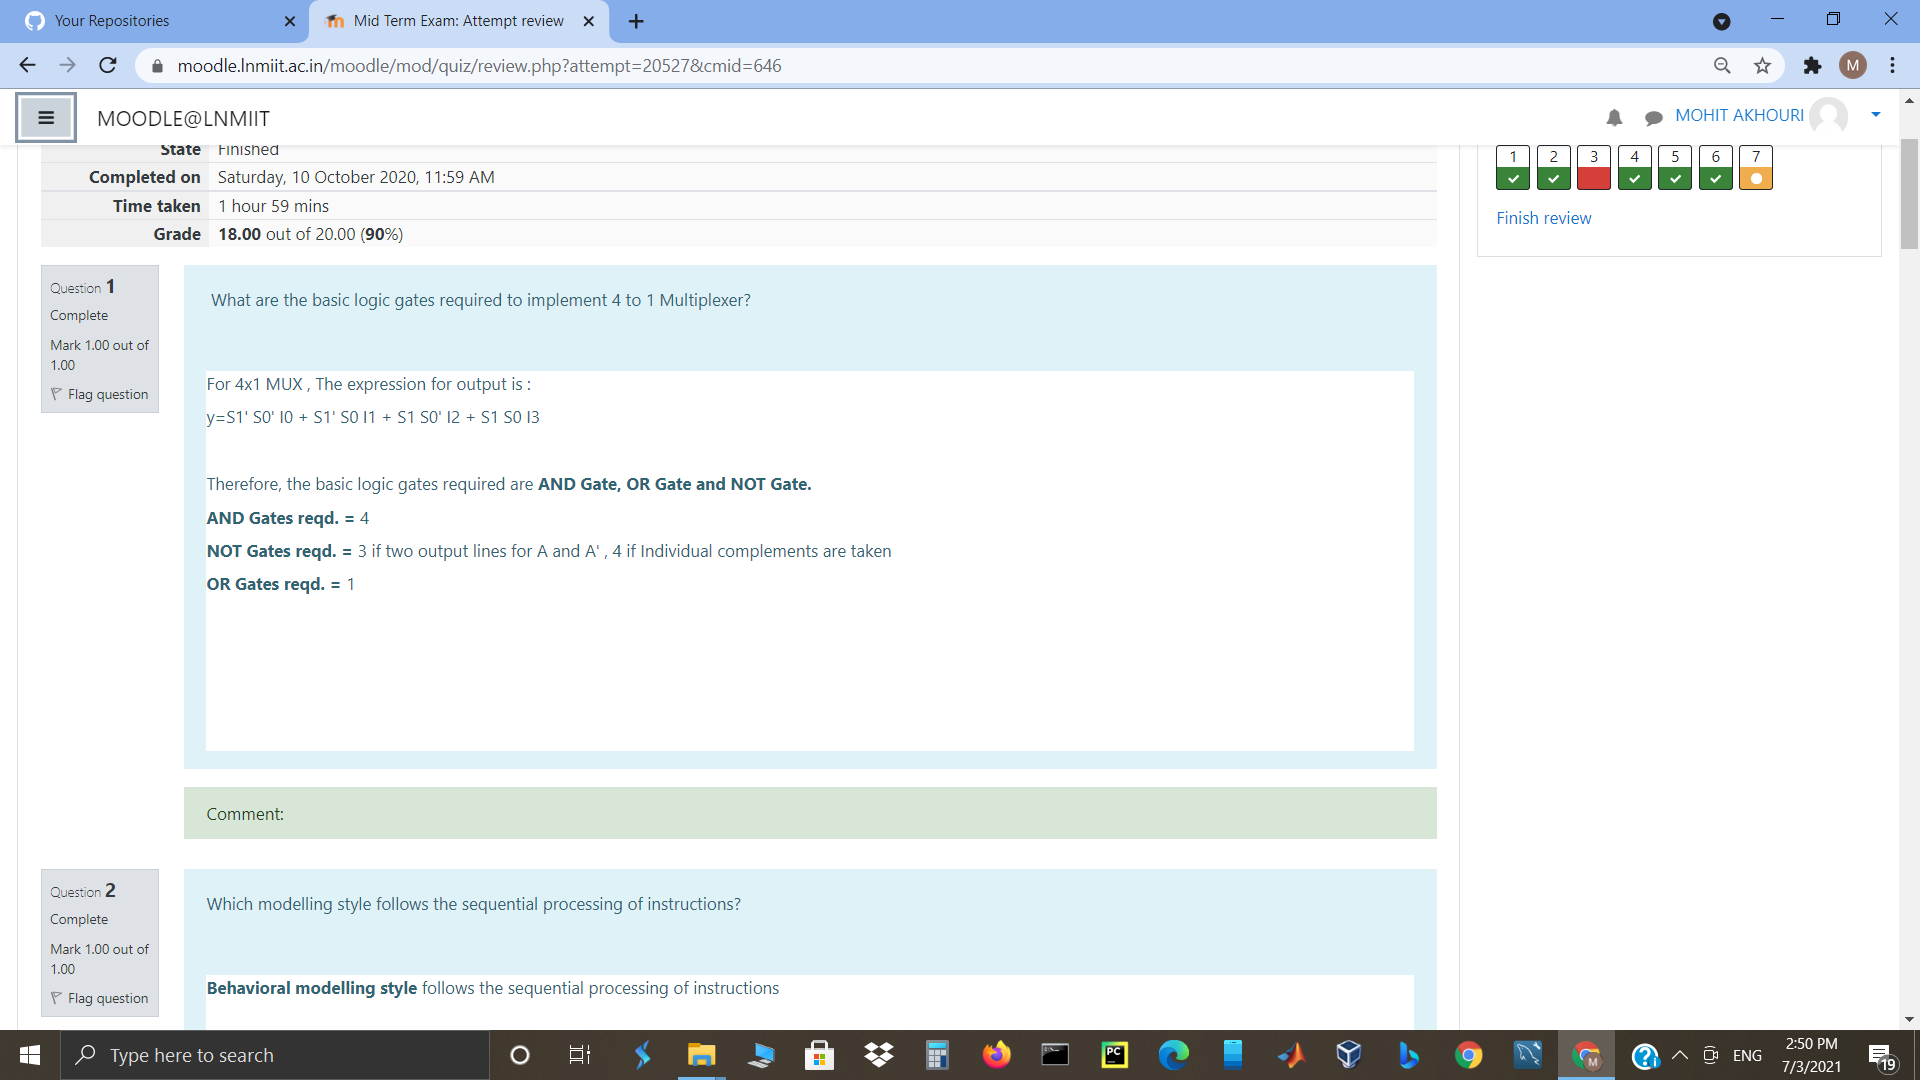 Your Repositories
Mid Term Exam: Attempt review
moodle.lnmiit.ac.in/moodle/mod/quiz/review.php?attempt=20527&cmid=646
M
MOODLE@LNMIIT
MOHIT AKHOURI
State Finished
Completed on Saturday, 10 October 2020, 11:59 AM
Time taken 1 hour 59 mins
Grade 18.00 out of 20.00 (90%)
1 2 3 4 5 6 7
Finish review
Question 1
Complete
Mark 1.00 out of
1.00
Flag question
What are the basic logic gates required to implement 4 to 1 Multiplexer?
For 4x1 MUX , The expression for output is :
y=S1' S0' I0 + S1' S0 I1 + S1 S0' I2 + S1 S0 I3
Therefore, the basic logic gates required are AND Gate, OR Gate and NOT Gate.
AND Gates reqd. = 4
NOT Gates reqd. = 3 if two output lines for A and A' , 4 if Individual complements are taken
OR Gates reqd. = 1
Comment:
Question 2
Complete
Mark 1.00 out of
1.00
Flag question
Which modelling style follows the sequential processing of instructions?
Behavioral modelling style follows the sequential processing of instructions
Type here to search
PC
M
ENG
2:50 PM
7/3/2021
19